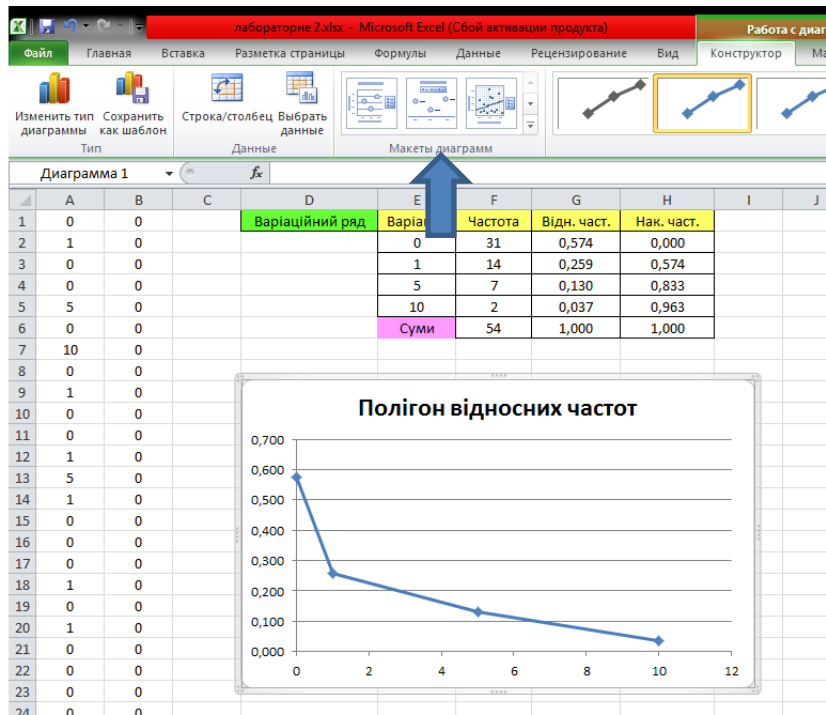 лабораторне 2.xlsx - Microsoft Excel (Сбой активации продукта)
Работа с диаг
Файл Главная Вставка Разметка страницы Формулы Данные Рецензирование Вид Конструктор Ма
Изменить тип диаграммы
Сохранить как шаблон
Строка/столбец
Выбрать данные
Тип Данные Макеты диаграмм
Диаграмма 1 fx
A B C D E F G H I J
1 0 0 Варіаційний ряд Варіан Частота Відн. част. Нак. част.
2 1 0 0 31 0,574 0,000
3 0 0 1 14 0,259 0,574
4 0 0 5 7 0,130 0,833
5 5 0 10 2 0,037 0,963
6 0 0 Суми 54 1,000 1,000
7 10 0
8 0 0
9 1 0
10 0 0
11 0 0
12 1 0
13 5 0
14 1 0
15 0 0
16 0 0
17 0 0
18 1 0
19 0 0
20 1 0
21 0 0
22 0 0
23 0 0
24 0 0
Полігон відносних частот
0,700
0,600
0,500
0,400
0,300
0,200
0,100
0,000
0 2 4 6 8 10 12